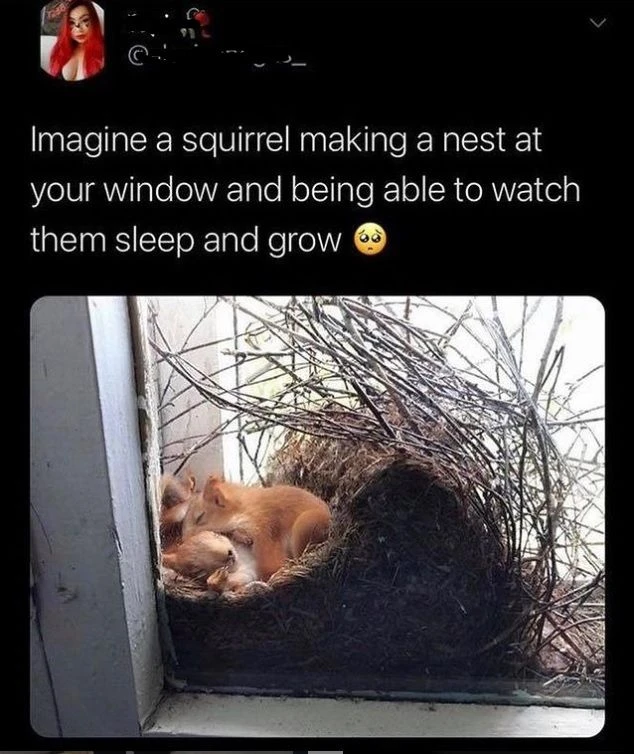 Imagine a squirrel making a nest at
your window and being able to watch
them sleep and grow 🥺